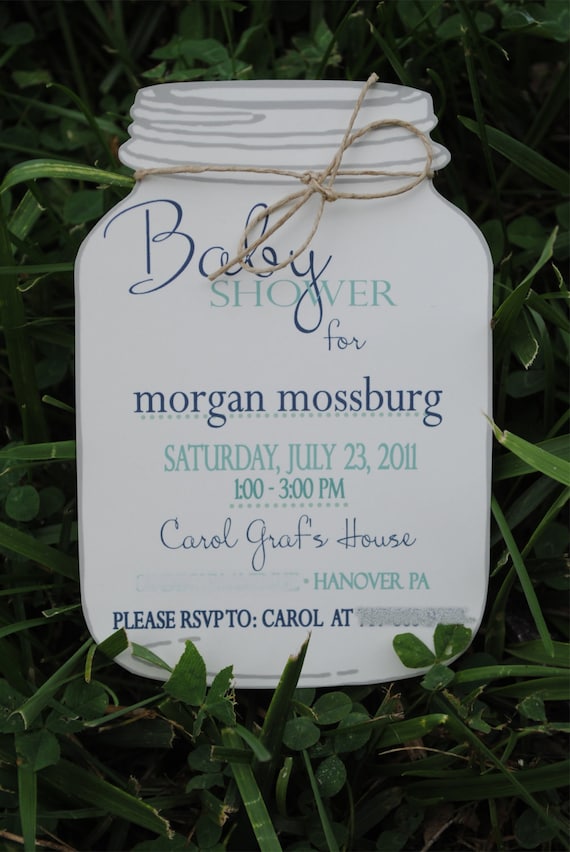 Baby
SHOWER
for
morgan mossburg
SATURDAY, JULY 23, 2011
1:00 - 3:00 PM
Carol Graf's House
• HANOVER PA
PLEASE RSVP TO: CAROL AT